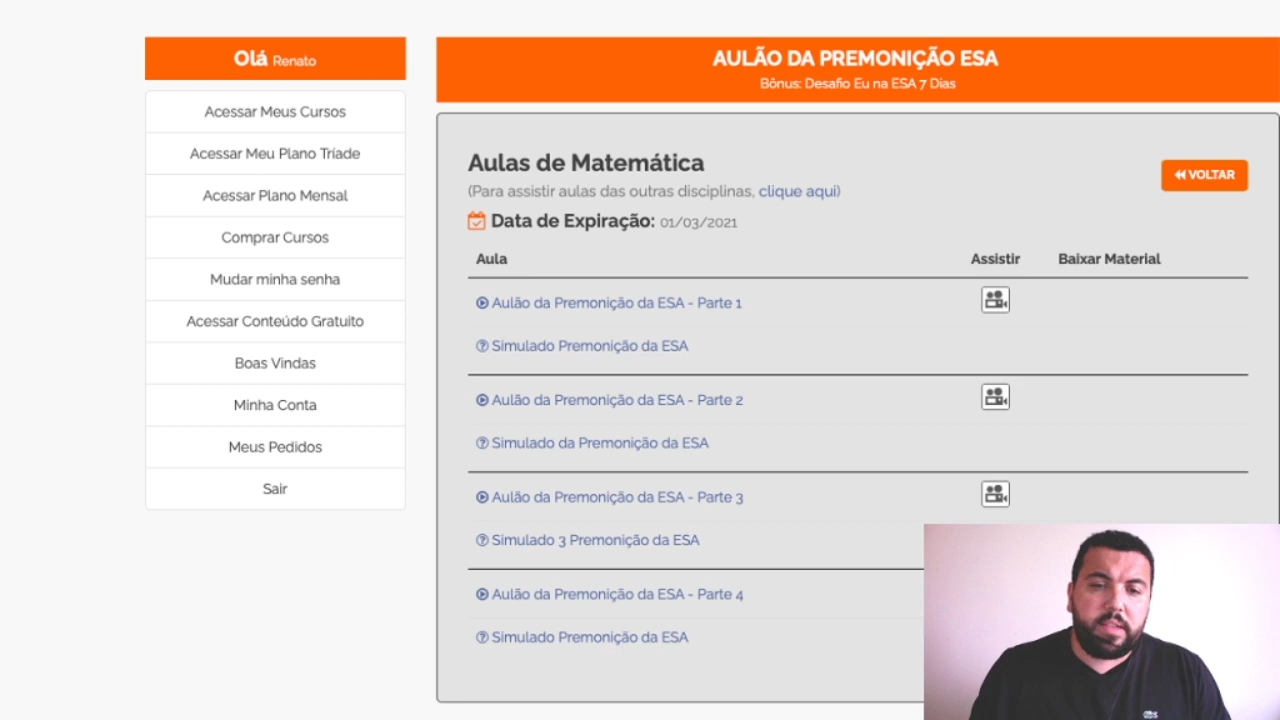 Olá Renato
Acessar Meus Cursos
Acessar Meu Plano Tríade
Acessar Plano Mensal
Comprar Cursos
Mudar minha senha
Acessar Conteúdo Gratuito
Boas Vindas
Minha Conta
Meus Pedidos
Sair
AULÃO DA PREMONIÇÃO ESA
Bônus: Desafio Eu na ESA 7 Dias
Aulas de Matemática
(Para assistir aulas das outras disciplinas, clique aqui)
VOLTAR
Data de Expiração: 01/03/2021
Aula Assistir Baixar Material
Aulão da Premonição da ESA - Parte 1
Simulado Premonição da ESA
Aulão da Premonição da ESA - Parte 2
Simulado da Premonição da ESA
Aulão da Premonição da ESA - Parte 3
Simulado 3 Premonição da ESA
Aulão da Premonição da ESA - Parte 4
Simulado Premonição da ESA